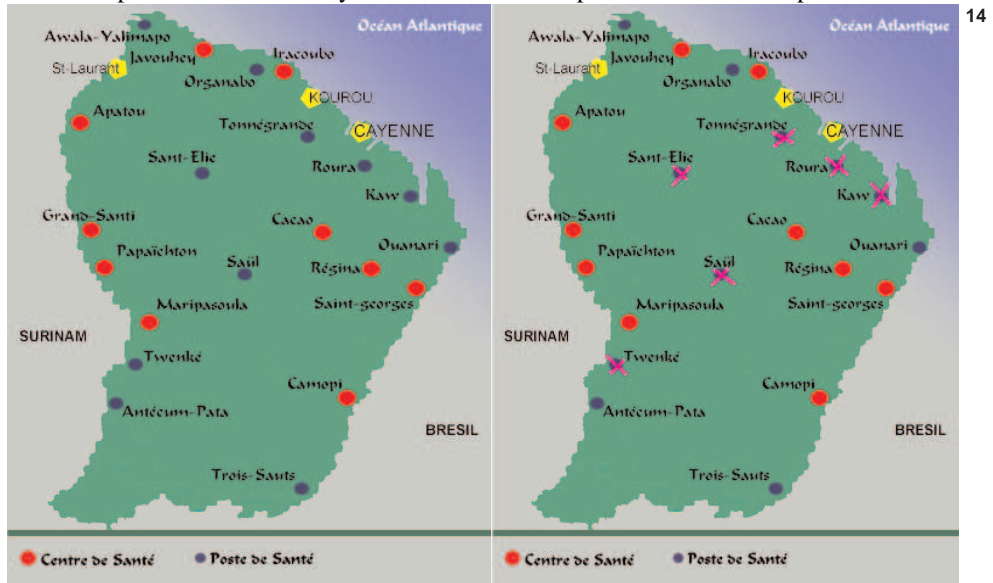 14
Océan Atlantique
Awala-Yalimapo
Javouhey
Iracoubo
St-Laurant
Organabo
KOUROU
Apatou
Tonnégrande
CAYENNE
Sant-Elie
Roura
Kaw
Grand-Santi
Cacao
Ouanari
Papaïchton
Saül
Régina
Saint-georges
Maripasoula
SURINAM
Twenké
Camopi
Antécum-Pata
BRESIL
Trois-Sauts
Centre de Santé
Poste de Santé
Océan Atlantique
Awala-Yalimapo
Javouhey
Iracoubo
St-Laurant
Organabo
KOUROU
Apatou
Tonnégrande
CAYENNE
Sant-Elie
Roura
Kaw
Grand-Santi
Cacao
Ouanari
Papaïchton
Saül
Régina
Saint-georges
Maripasoula
SURINAM
Twenké
Camopi
Antécum-Pata
BRESIL
Trois-Sauts
Centre de Santé
Poste de Santé